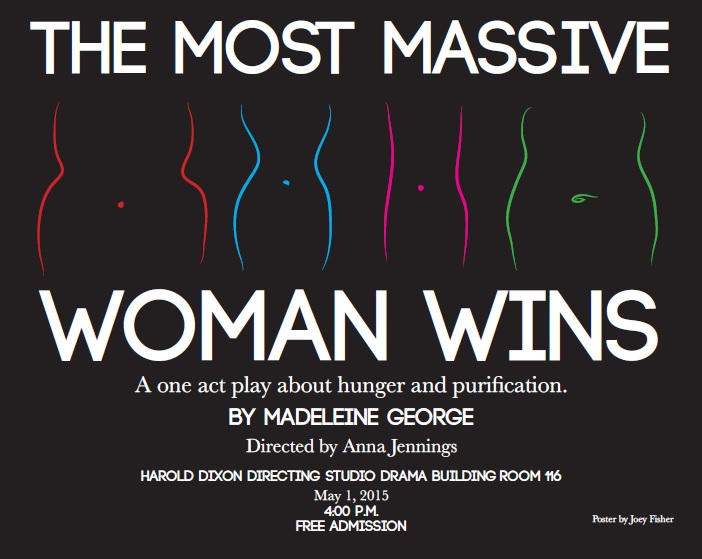 THE MOST MASSIVE
WOMAN WINS
A one act play about hunger and purification.
BY MADELEINE GEORGE
Directed by Anna Jennings
HAROLD DIXON DIRECTING STUDIO DRAMA BUILDING ROOM 116
May 1, 2015
4:00 P.M.
FREE ADMISSION
Poster by Joey Fisher